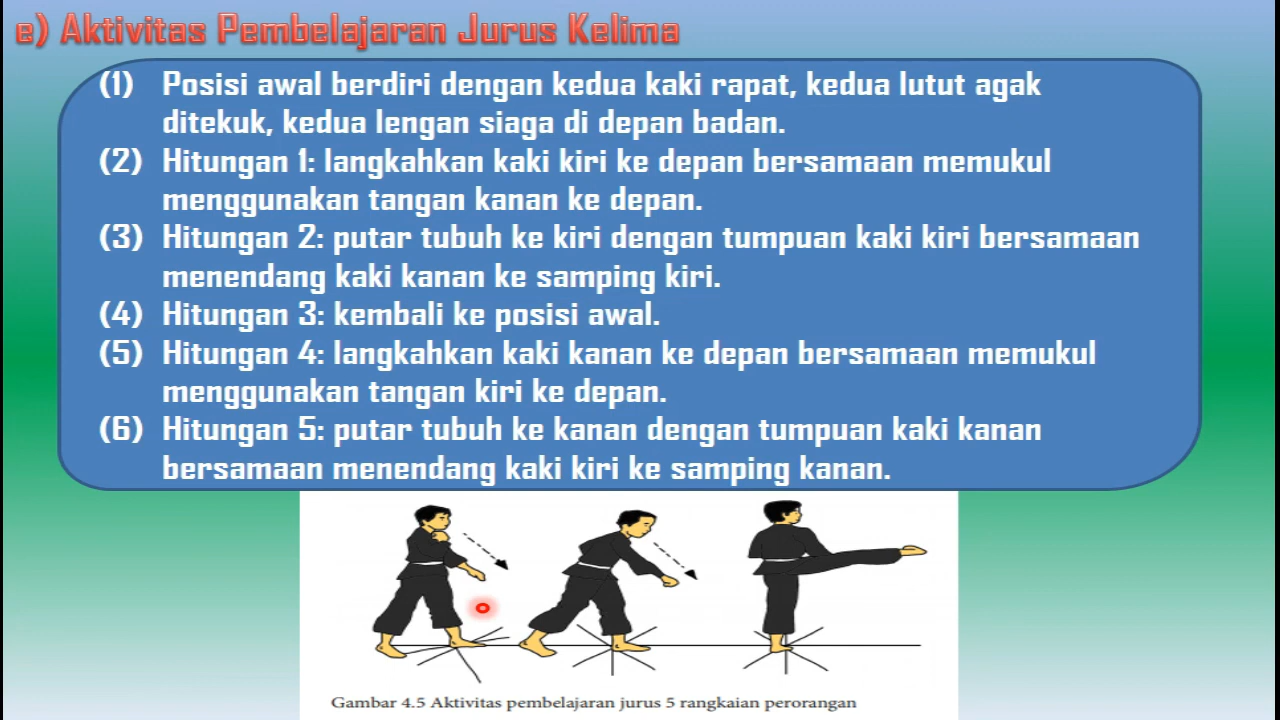 e) Aktivitas Pembelajaran Jurus Kelima
(1) Posisi awal berdiri dengan kedua kaki rapat, kedua lutut agak
ditekuk, kedua lengan siaga di depan badan.
(2) Hitungan 1: langkahkan kaki kiri ke depan bersamaan memukul
menggunakan tangan kanan ke depan.
(3) Hitungan 2: putar tubuh ke kiri dengan tumpuan kaki kiri bersamaan
menendang kaki kanan ke samping kiri.
(4) Hitungan 3: kembali ke posisi awal.
(5) Hitungan 4: langkahkan kaki kanan ke depan bersamaan memukul
menggunakan tangan kiri ke depan.
(6) Hitungan 5: putar tubuh ke kanan dengan tumpuan kaki kanan
bersamaan menendang kaki kiri ke samping kanan.
Gambar 4.5 Aktivitas pembelajaran jurus 5 rangkaian perorangan